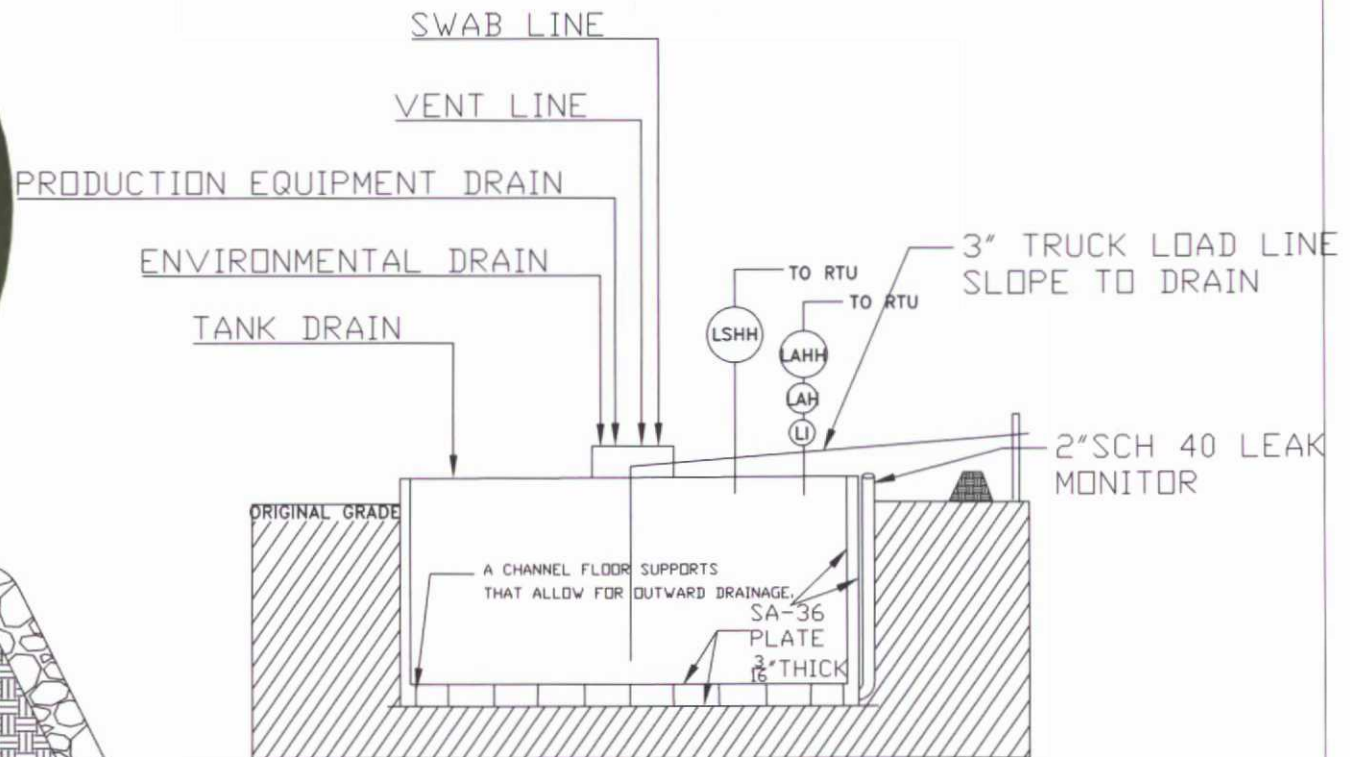 SWAB LINE
VENT LINE
PRODUCTION EQUIPMENT DRAIN
ENVIRONMENTAL DRAIN
TANK DRAIN
3" TRUCK LOAD LINE
SLOPE TO DRAIN
TO RTU
TO RTU
LSHH
LAHH
LAH
LI
2"SCH 40 LEAK
MONITOR
ORIGINAL GRADE
A CHANNEL FLOOR SUPPORTS
THAT ALLOW FOR OUTWARD DRAINAGE.
SA-36
PLATE
3/16"THICK